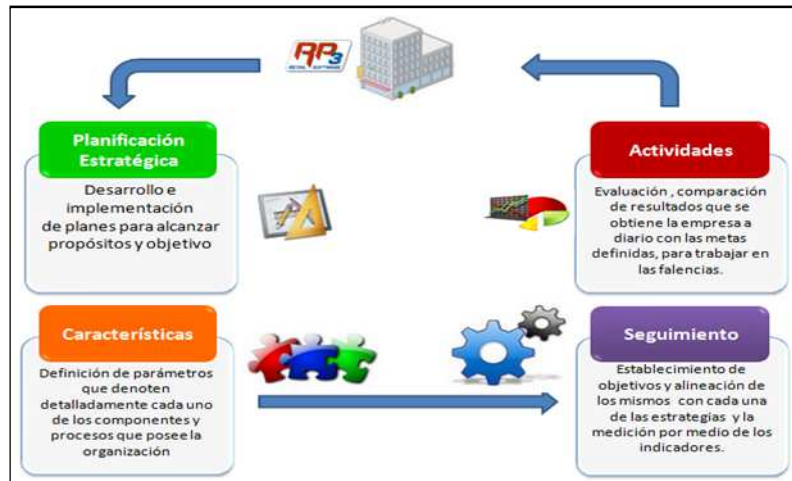 RP3
RETAIL SOFTWARE
Planificación
Estratégica
Desarrollo e
implementación
de planes para alcanzar
propósitos y objetivo
Actividades
Evaluación , comparación
de resultados que se
obtiene la empresa a
diario con las metas
definidas, para trabajar en
las falencias.
Características
Definición de parámetros
que denoten
detalladamente cada uno
de los componentes y
procesos que posee la
organización
Seguimiento
Establecimiento de
objetivos y alineación de
los mismos con cada una
de las estrategias y la
medición por medio de los
indicadores.